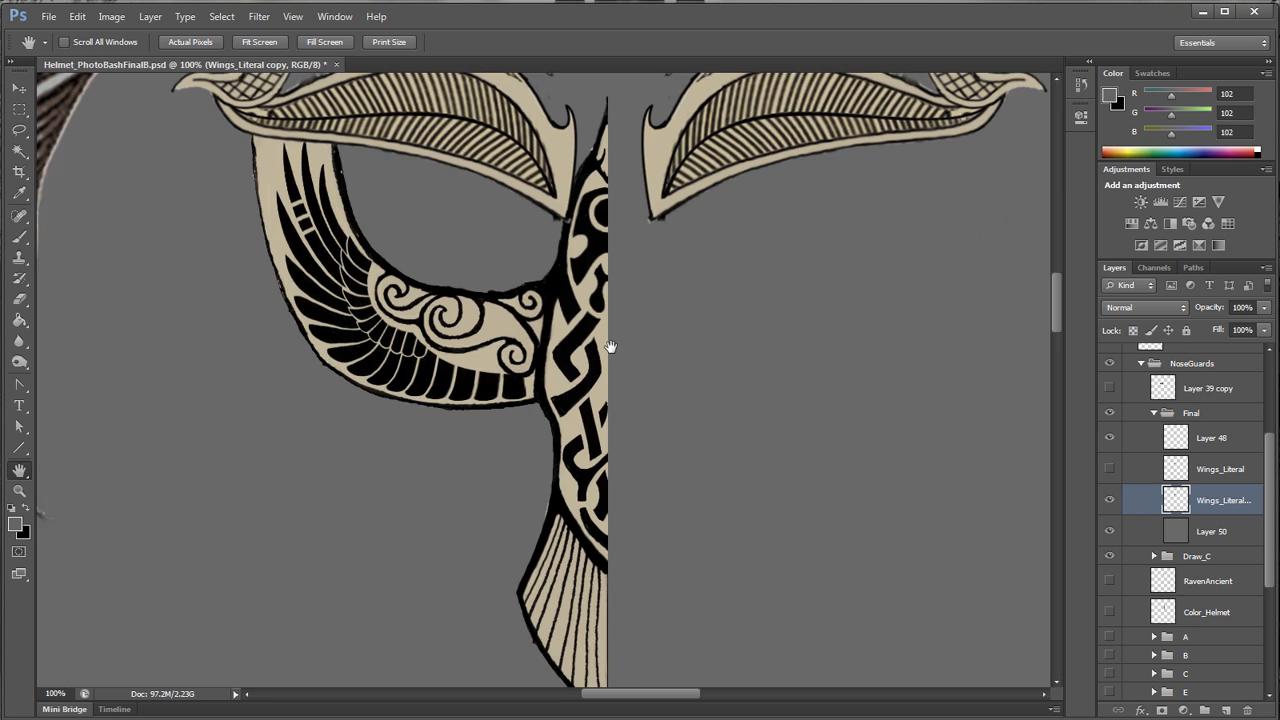 Ps File Edit Image Layer Type Select Filter View Window Help
Scroll All Windows Actual Pixels Fit Screen Fill Screen Print Size Essentials
Helmet_PhotoBashFinalB.psd @ 100% (Wings_Literal copy, RGB/8) * ×
Color Swatches
R 102
G 102
B 102
Adjustments Styles
Add an adjustment
Layers Channels Paths
Kind
Normal Opacity: 100%
Lock: Fill: 100%
NoseGuards
Layer 39 copy
Final
Layer 48
Wings_Literal
Wings_Literal...
Layer 50
Draw_C
RavenAncient
Color_Helmet
A
B
C
E
100% Doc: 97.2M/2.23G
Mini Bridge Timeline